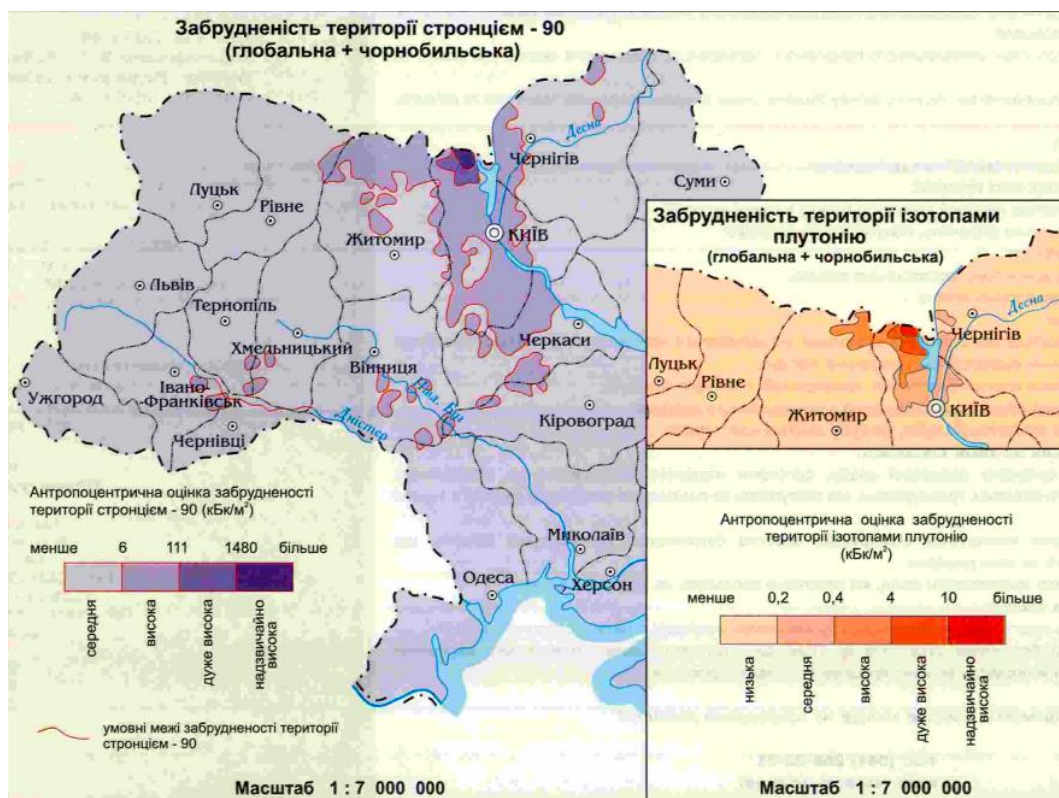 Забрудненість території стронцієм - 90
(глобальна + чорнобильська)
Десна
Чернігів
Суми
Луцьк
Рівне
Житомир
КИЇВ
Львів
Тернопіль
Хмельницький
Вінниця
Черкаси
Ужгород
Івано-
Франківськ
Чернівці
Дністер
Півд. Буг
Кіровоград
Миколаїв
Одеса
Херсон
Антропоцентрична оцінка забрудненості
території стронцієм - 90 (кБк/м²)
менше 6 111 1480 більше
середня
висока
дуже висока
надзвичайно
висока
умовні межі забрудненості території
стронцієм - 90
Масштаб 1 : 7 000 000
Забрудненість території ізотопами
плутонію
(глобальна + чорнобильська)
Десна
Чернігів
Луцьк
Рівне
Житомир
КИЇВ
Антропоцентрична оцінка забрудненості
території ізотопами плутонію
(кБк/м²)
менше 0,2 0,4 4 10 більше
низька
середня
висока
дуже висока
надзвичайно
висока
Масштаб 1 : 7 000 000